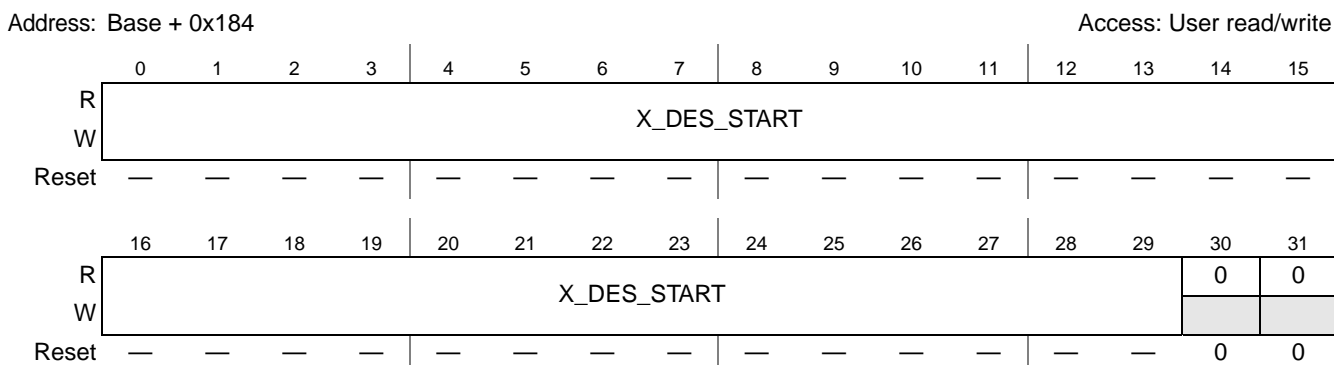 Address: Base + 0x184 Access: User read/write
0 1 2 3 4 5 6 7 8 9 10 11 12 13 14 15
R
X_DES_START
W
Reset — — — — — — — — — — — — — — — —
16 17 18 19 20 21 22 23 24 25 26 27 28 29 30 31
R 0 0
X_DES_START
W
Reset — — — — — — — — — — — — — — 0 0